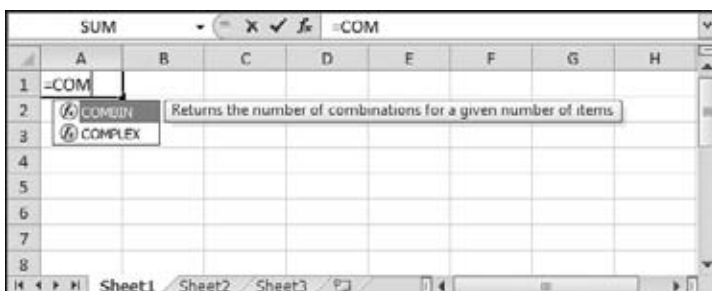 SUM fx =COM
A B C D E F G H
1 =COM
2 COMBIN Returns the number of combinations for a given number of items
3 COMPLEX
4
5
6
7
8
Sheet1 Sheet2 Sheet3